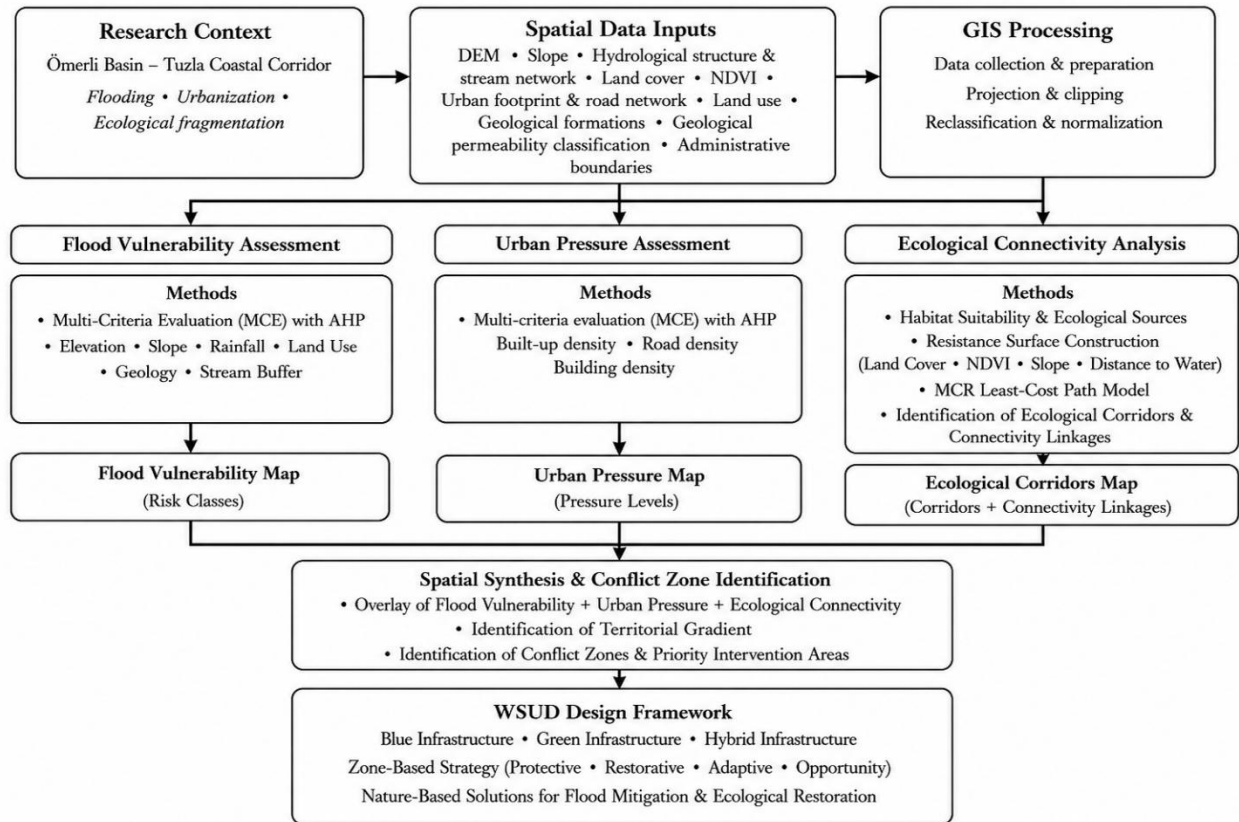 Research Context
Ömerli Basin – Tuzla Coastal Corridor
Flooding • Urbanization •
Ecological fragmentation
Spatial Data Inputs
DEM • Slope • Hydrological structure &
stream network • Land cover • NDVI •
Urban footprint & road network • Land use •
Geological formations • Geological
permeability classification • Administrative
boundaries
GIS Processing
Data collection & preparation
Projection & clipping
Reclassification & normalization
Flood Vulnerability Assessment
Urban Pressure Assessment
Ecological Connectivity Analysis
Methods
• Multi-Criteria Evaluation (MCE) with AHP
• Elevation • Slope • Rainfall • Land Use
• Geology • Stream Buffer
Methods
• Multi-criteria evaluation (MCE) with AHP
Built-up density • Road density
Building density
Methods
• Habitat Suitability & Ecological Sources
• Resistance Surface Construction
(Land Cover • NDVI • Slope • Distance to Water)
• MCR Least-Cost Path Model
• Identification of Ecological Corridors &
Connectivity Linkages
Flood Vulnerability Map
(Risk Classes)
Urban Pressure Map
(Pressure Levels)
Ecological Corridors Map
(Corridors + Connectivity Linkages)
Spatial Synthesis & Conflict Zone Identification
• Overlay of Flood Vulnerability + Urban Pressure + Ecological Connectivity
• Identification of Territorial Gradient
• Identification of Conflict Zones & Priority Intervention Areas
WSUD Design Framework
Blue Infrastructure • Green Infrastructure • Hybrid Infrastructure
Zone-Based Strategy (Protective • Restorative • Adaptive • Opportunity)
Nature-Based Solutions for Flood Mitigation & Ecological Restoration